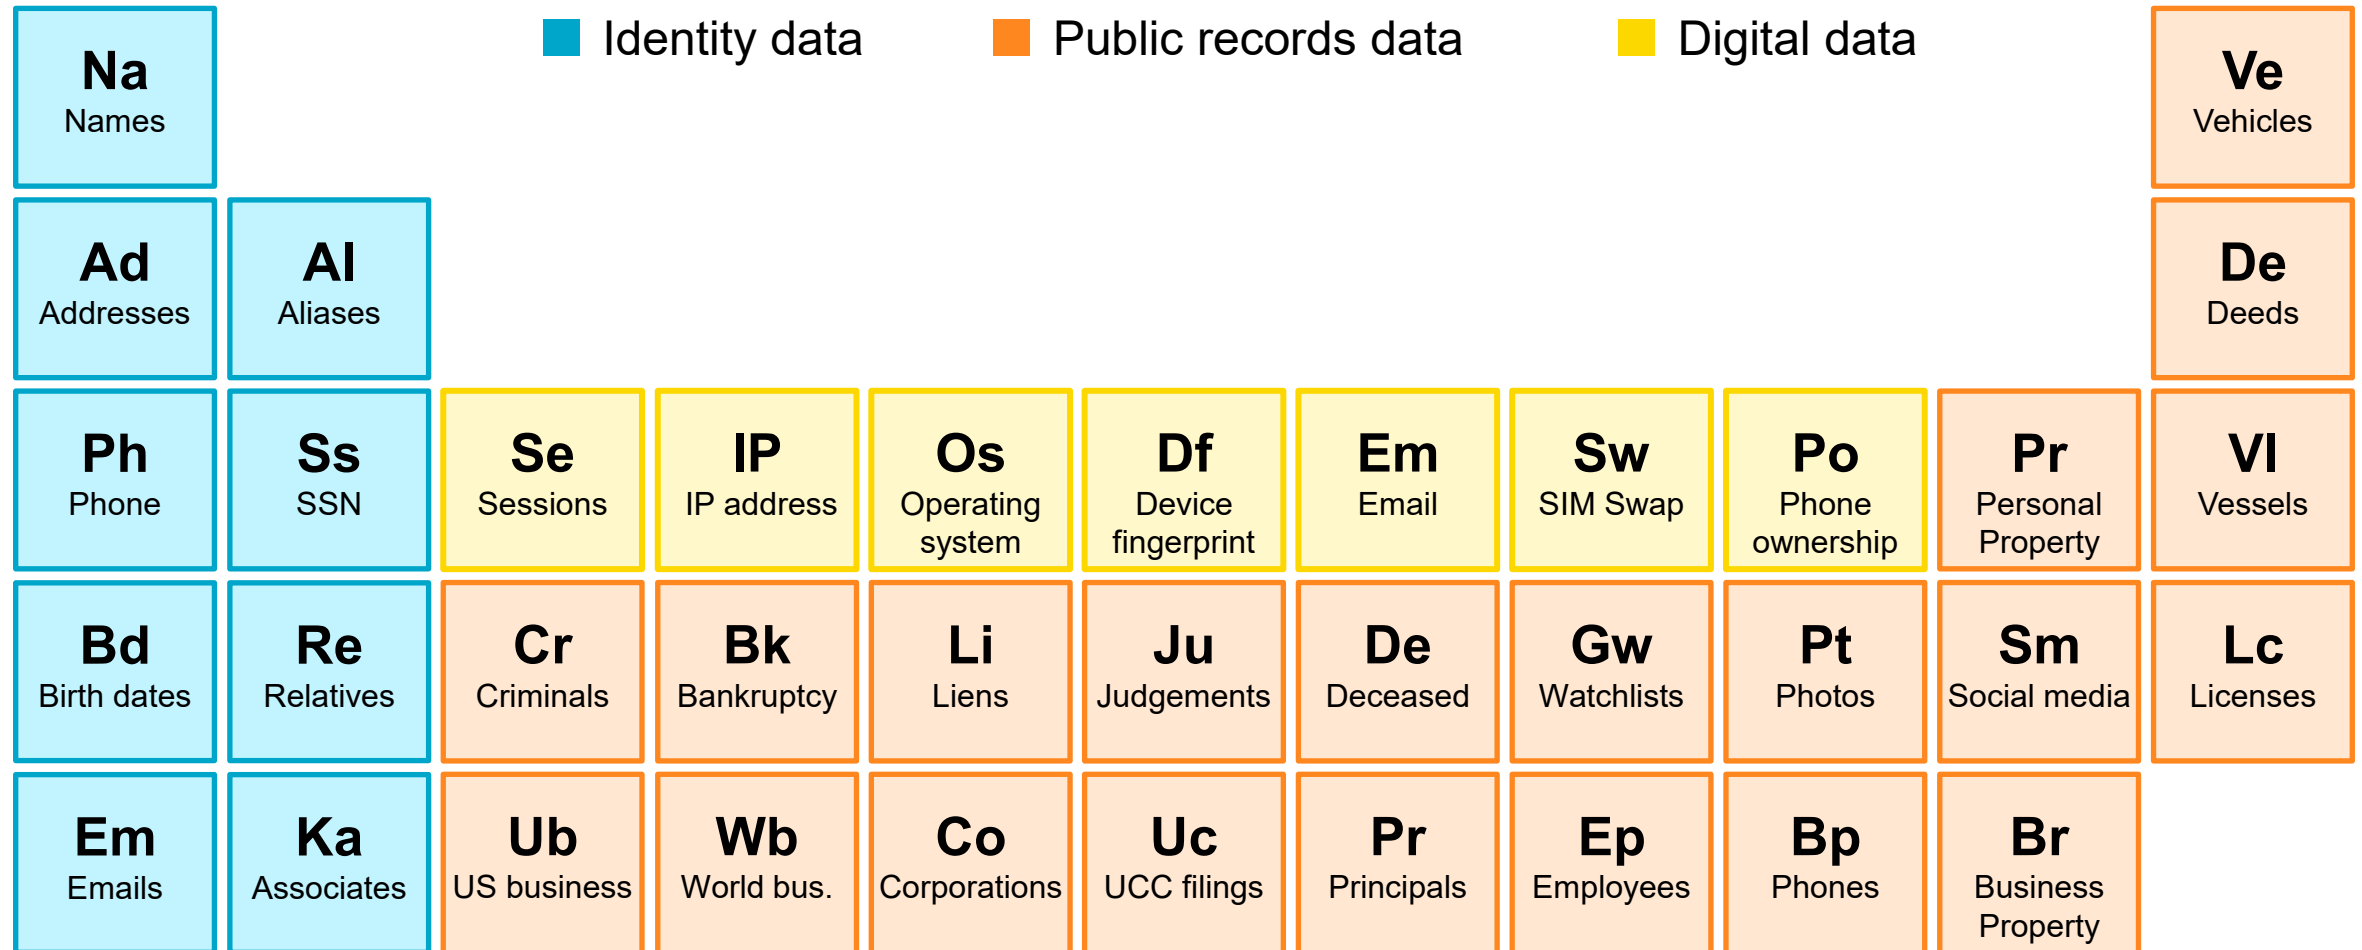 Identity data
Public records data
Digital data
Na
Names
Ve
Vehicles
Ad
Addresses
Al
Aliases
De
Deeds
Ph
Phone
Ss
SSN
Se
Sessions
IP
IP address
Os
Operating
system
Df
Device
fingerprint
Em
Email
Sw
SIM Swap
Po
Phone
ownership
Pr
Personal
Property
Vl
Vessels
Bd
Birth dates
Re
Relatives
Cr
Criminals
Bk
Bankruptcy
Li
Liens
Ju
Judgements
De
Deceased
Gw
Watchlists
Pt
Photos
Sm
Social media
Lc
Licenses
Em
Emails
Ka
Associates
Ub
US business
Wb
World bus.
Co
Corporations
Uc
UCC filings
Pr
Principals
Ep
Employees
Bp
Phones
Br
Business
Property